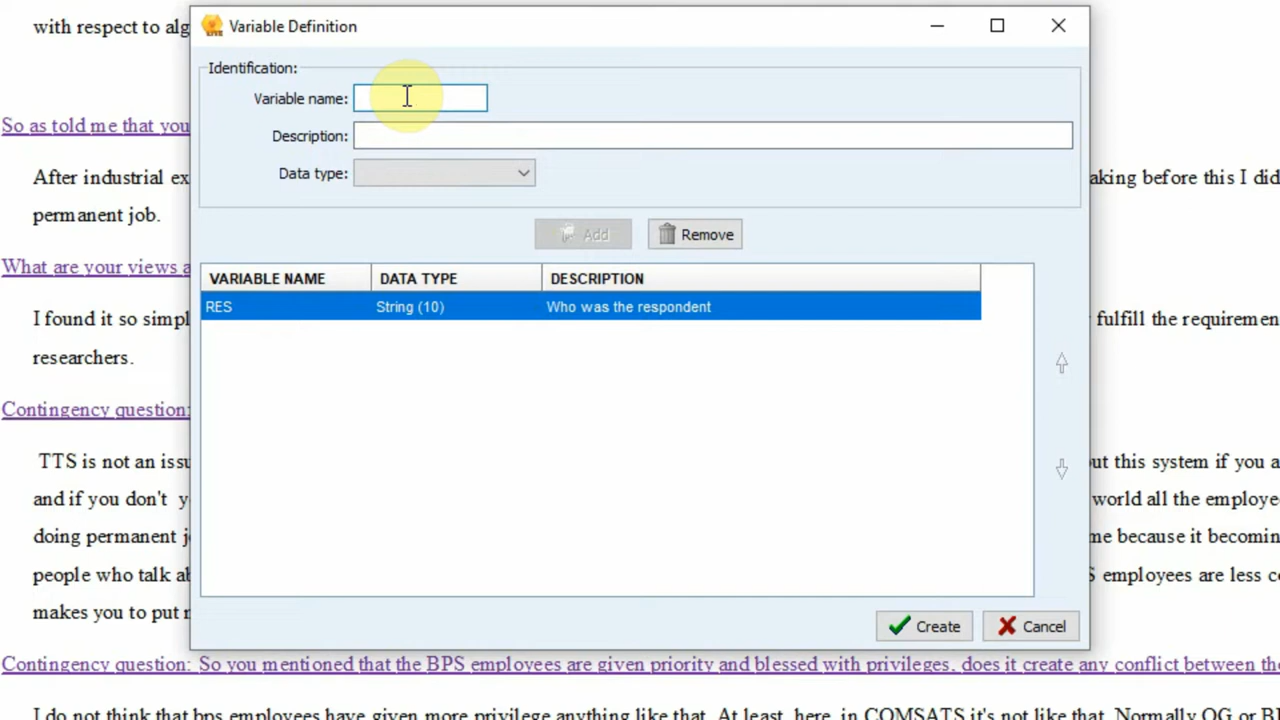 with respect to alg
LIVE Variable Definition
Identification:
Variable name:
Description:
Data type:
Add Remove
VARIABLE NAME DATA TYPE DESCRIPTION
RES String (10) Who was the respondent
Create Cancel
So as told me that you
After industrial ex aking before this I did
permanent job.
What are your views a
I found it so simpl fulfill the requiremen
researchers.
Contingency question:
TTS is not an issu ut this system if you a
and if you don't y world all the employe
doing permanent j me because it becomin
people who talk ab S employees are less c
makes you to put n
Contingency question: So you mentioned that the BPS employees are given priority and blessed with privileges, does it create any conflict between the
I do not think that bps employees have given more privilege anything like that. At least, here, in COMSATS it's not like that. Normally OG or BP